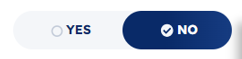 YES NO